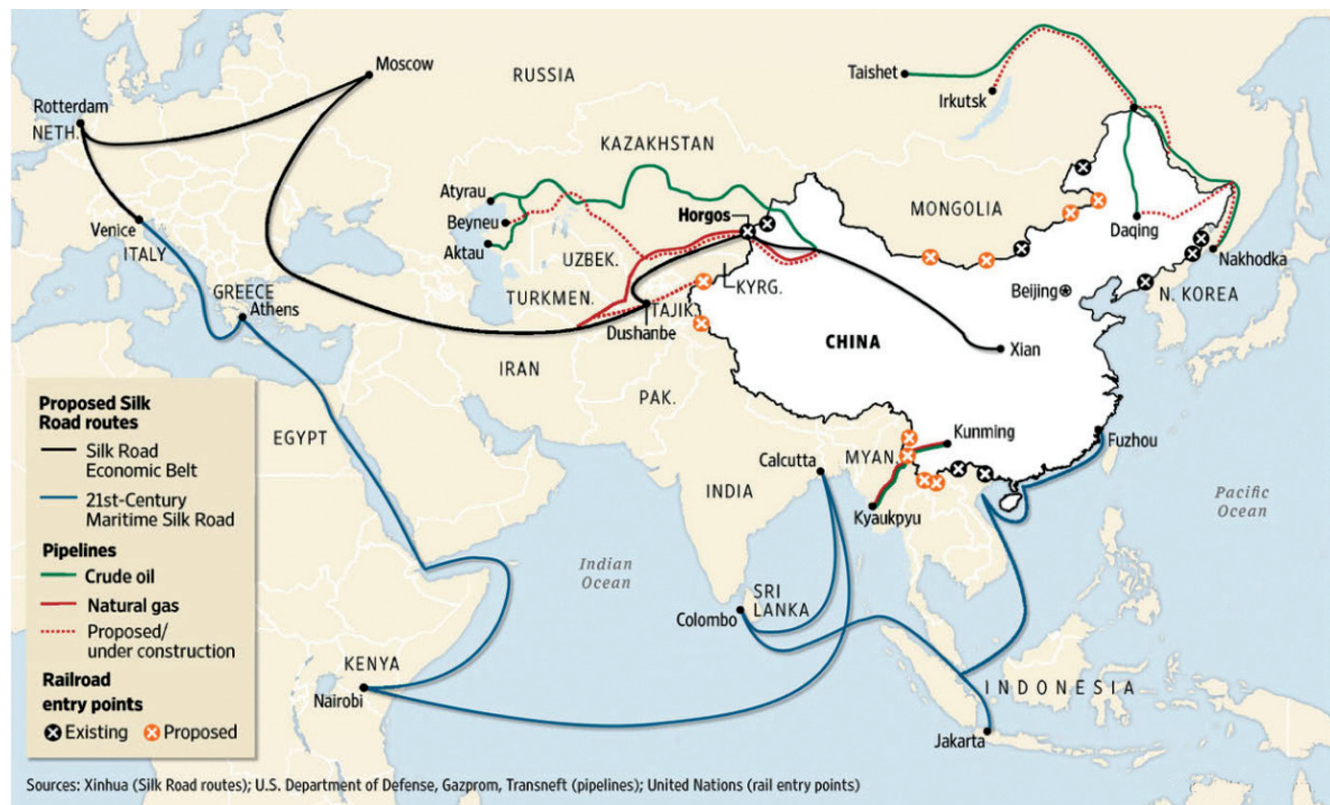 Moscow
RUSSIA
Taishet
Irkutsk
Rotterdam
NETH.
KAZAKHSTAN
Atyrau
Beyneu
Aktau
Horgos
MONGOLIA
Daqing
Nakhodka
Venice
ITALY
UZBEK.
KYRG.
Beijing
N. KOREA
GREECE
Athens
TURKMEN.
TAJIK.
Dushanbe
CHINA
Xian
IRAN
PAK.
EGYPT
Kunming
Fuzhou
Calcutta
MYAN.
INDIA
Kyaukpyu
Pacific
Ocean
Indian
Ocean
SRI
LANKA
Colombo
KENYA
Nairobi
INDONESIA
Jakarta
Proposed Silk
Road routes
Silk Road
Economic Belt
21st-Century
Maritime Silk Road
Pipelines
Crude oil
Natural gas
Proposed/
under construction
Railroad
entry points
Existing
Proposed
Sources: Xinhua (Silk Road routes); U.S. Department of Defense, Gazprom, Transneft (pipelines); United Nations (rail entry points)